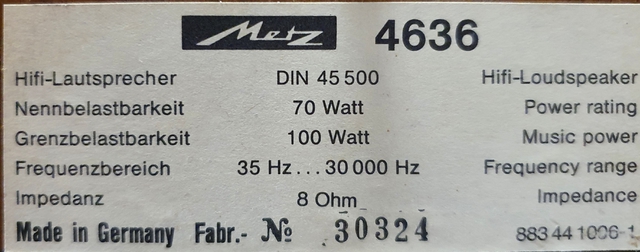 Metz 4636
Hifi-Lautsprecher DIN 45 500 Hifi-Loudspeaker
Nennbelastbarkeit 70 Watt Power rating
Grenzbelastbarkeit 100 Watt Music power
Frequenzbereich 35 Hz...30 000 Hz Frequency range
Impedanz 8 Ohm Impedance
Made in Germany Fabr.- № 30324 883 44 1006-1